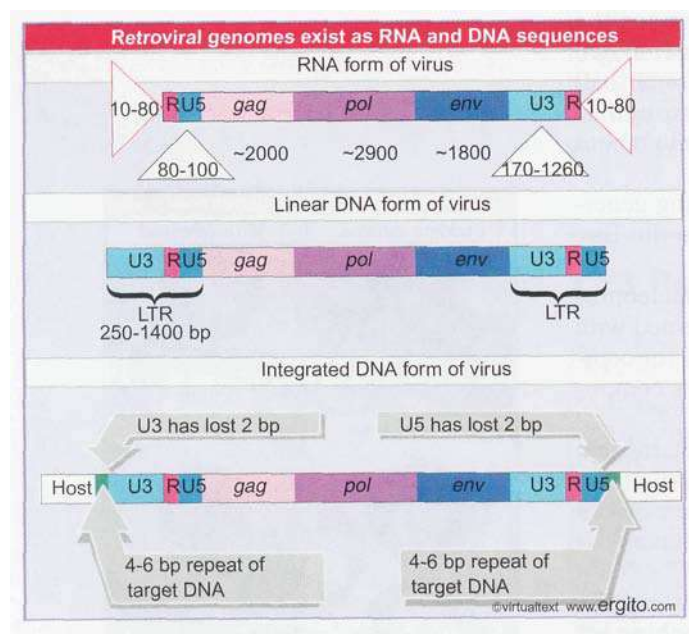 Retroviral genomes exist as RNA and DNA sequences
RNA form of virus
10-80 R U5 gag pol env U3 R 10-80
80-100 ~2000 ~2900 ~1800 170-1260
Linear DNA form of virus
U3 R U5 gag pol env U3 R U5
LTR LTR
250-1400 bp
Integrated DNA form of virus
U3 has lost 2 bp U5 has lost 2 bp
Host U3 R U5 gag pol env U3 R U5 Host
4-6 bp repeat of
target DNA
4-6 bp repeat of
target DNA
©virtualtext www.ergito.com